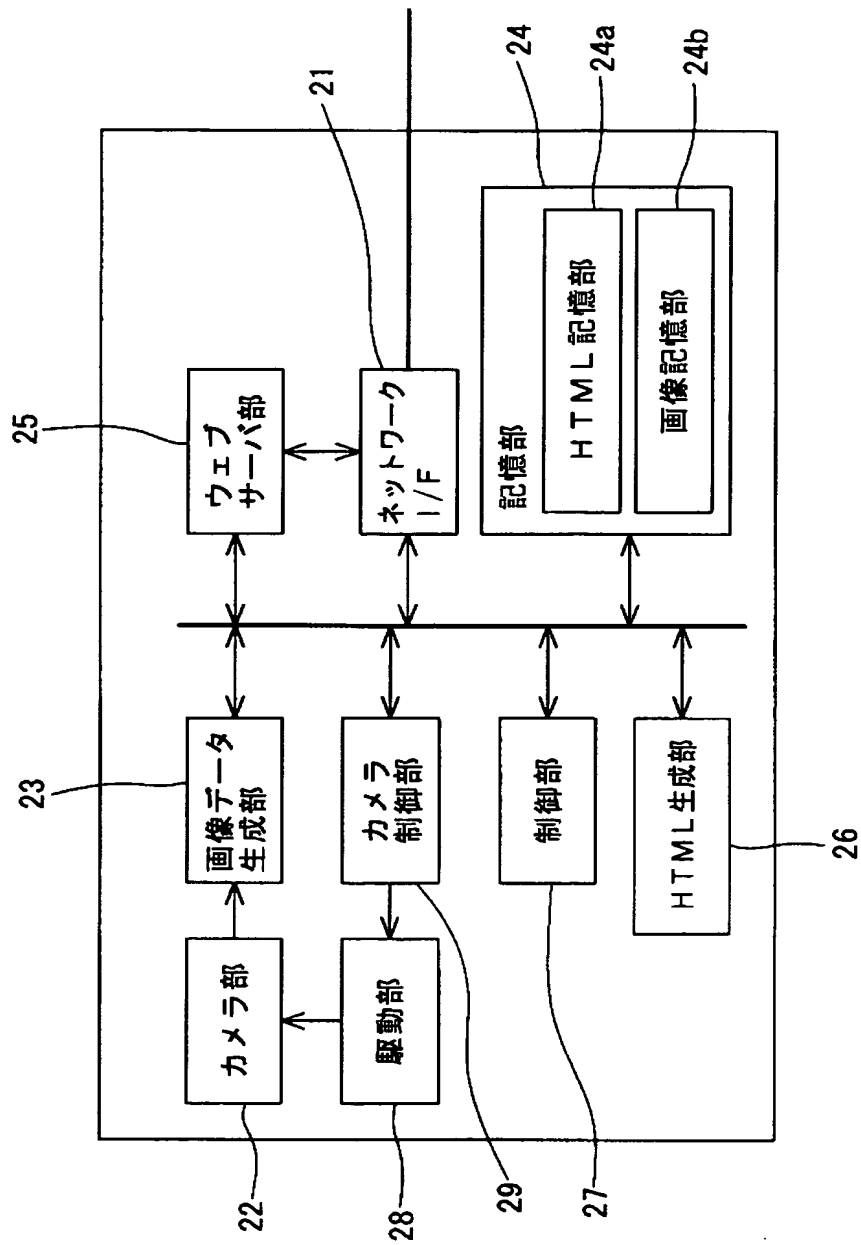 23
25
カメラ部
画像データ
生成部
ウェブ
サーバ部
22
21
駆動部
カメラ
制御部
ネットワーク
I/F
28
29
記憶部
24
制御部
HTML記憶部
24a
27
画像記憶部
24b
HTML生成部
26